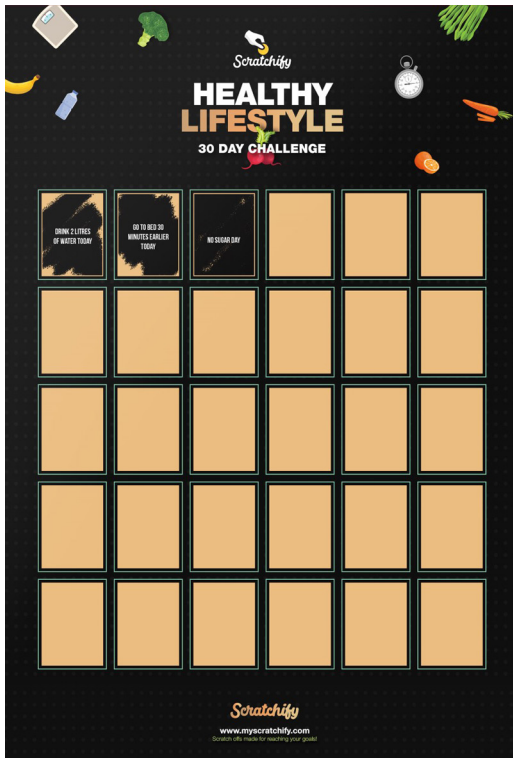 Scratchify
HEALTHY
LIFESTYLE
30 DAY CHALLENGE
DRINK 2 LITRES
OF WATER TODAY
GO TO BED 30
MINUTES EARLIER
TODAY
NO SUGAR DAY
Scratchify
www.myscratchify.com
Scratch offs made for reaching your goals!